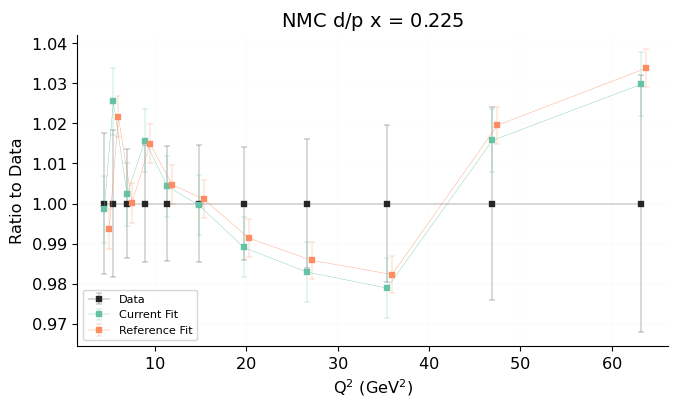 NMC d/p x = 0.225
Ratio to Data
1.04
1.03
1.02
1.01
1.00
0.99
0.98
0.97
Data
Current Fit
Reference Fit
10
20
30
40
50
60
Q² (GeV²)